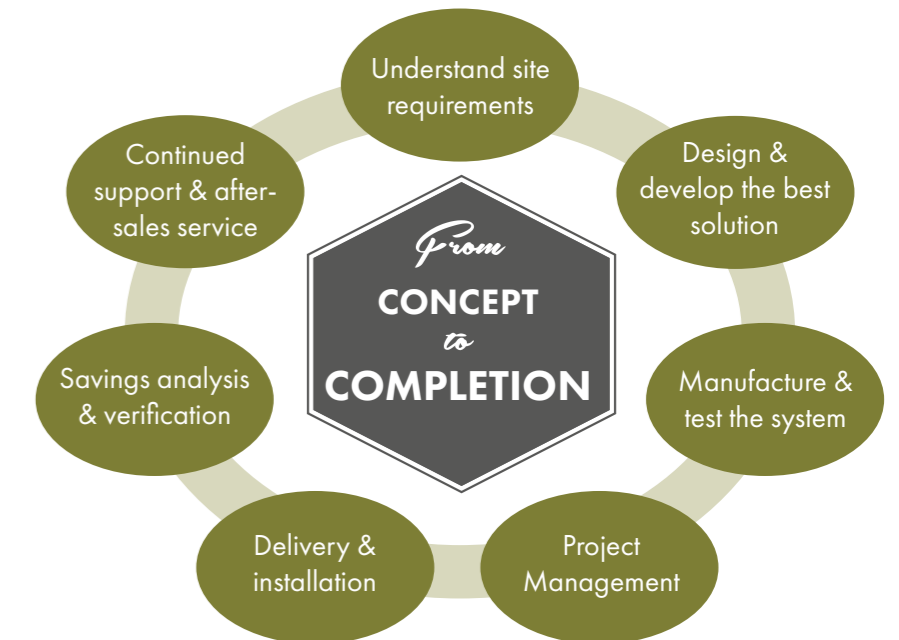 Understand site
requirements
Design &
develop the best
solution
Manufacture &
test the system
Project
Management
Delivery &
installation
Savings analysis
& verification
Continued
support & after-
sales service
From
CONCEPT
to
COMPLETION